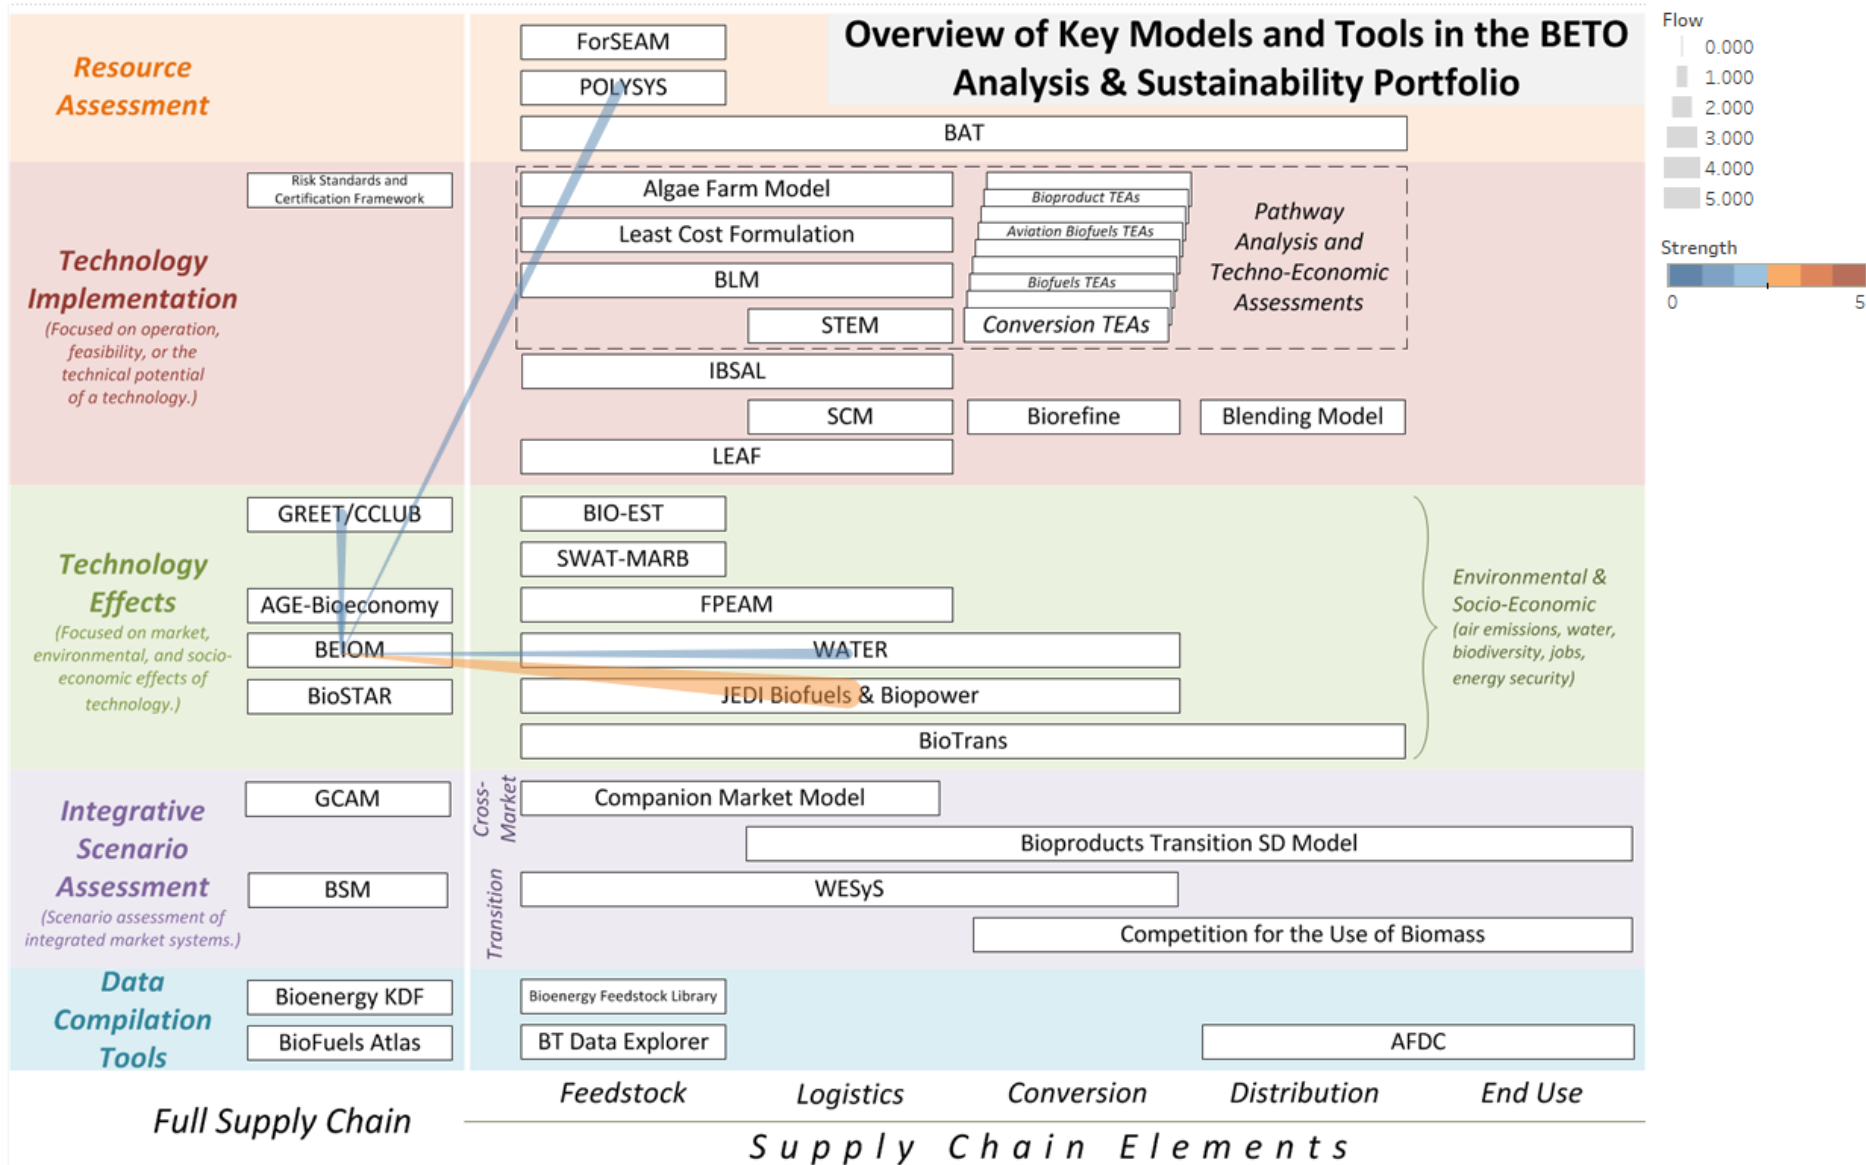 Overview of Key Models and Tools in the BETO
Analysis & Sustainability Portfolio
Resource
Assessment
ForSEAM
POLYSYS
BAT
Technology
Implementation
(Focused on operation,
feasibility, or the
technical potential
of a technology.)
Risk Standards and
Certification Framework
Algae Farm Model
Least Cost Formulation
BLM
STEM
Bioproduct TEAs
Aviation Biofuels TEAs
Biofuels TEAs
Conversion TEAs
Pathway
Analysis and
Techno-Economic
Assessments
IBSAL
SCM
Biorefine
Blending Model
LEAF
Technology
Effects
(Focused on market,
environmental, and socio-
economic effects of
technology.)
GREET/CCLUB
AGE-Bioeconomy
BEIOM
BioSTAR
BIO-EST
SWAT-MARB
FPEAM
WATER
JEDI Biofuels & Biopower
BioTrans
Environmental &
Socio-Economic
(air emissions, water,
biodiversity, jobs,
energy security)
Integrative
Scenario
Assessment
(Scenario assessment of
integrated market systems.)
GCAM
BSM
Cross-
Market
Transition
Companion Market Model
Bioproducts Transition SD Model
WESyS
Competition for the Use of Biomass
Data
Compilation
Tools
Bioenergy KDF
BioFuels Atlas
Bioenergy Feedstock Library
BT Data Explorer
AFDC
Full Supply Chain
Feedstock
Logistics
Conversion
Distribution
End Use
Supply Chain Elements
Flow
0.000
1.000
2.000
3.000
4.000
5.000
Strength
0
5